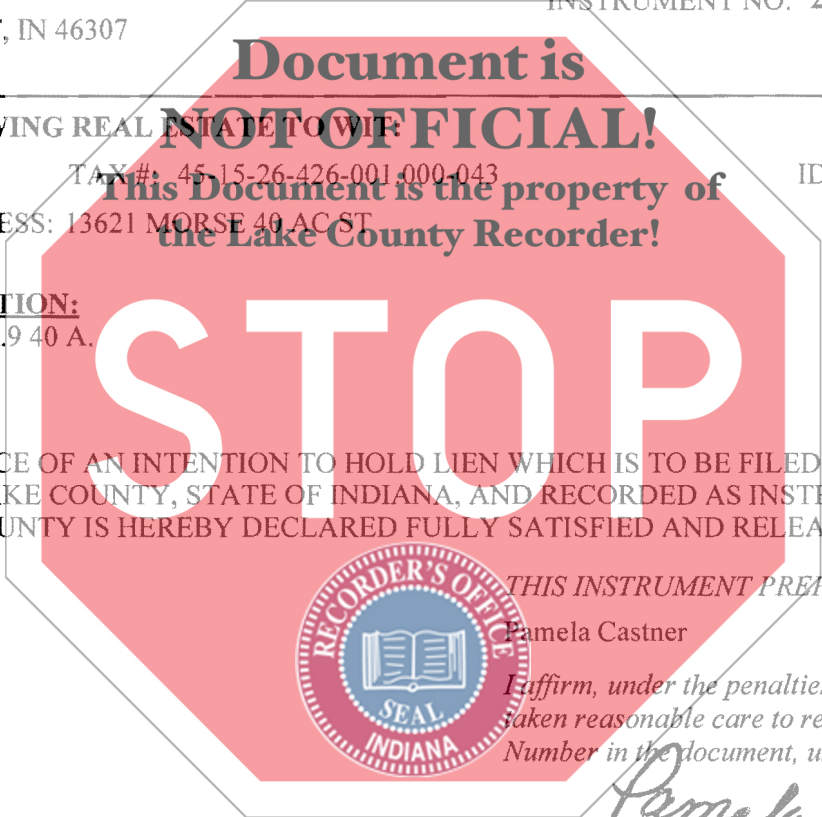 INSTRUMENT NO.
, IN 46307
Document is
NOT OFFICIAL!
ING REAL ESTATE TO WIT:
TAX #: 45-15-26-426-001.000-043
ID
This Document is the property of
ESS: 13621 MORSE 40 AC ST
the Lake County Recorder!
TION:
.9 40 A.
STOP
CE OF AN INTENTION TO HOLD LIEN WHICH IS TO BE FILED
KE COUNTY, STATE OF INDIANA, AND RECORDED AS INSTR
UNTY IS HEREBY DECLARED FULLY SATISFIED AND RELEA
RECORDER'S OFFICE
SEAL
INDIANA
THIS INSTRUMENT PREP
Pamela Castner
I affirm, under the penaltie
taken reasonable care to re
Number in the document, u
Pamela